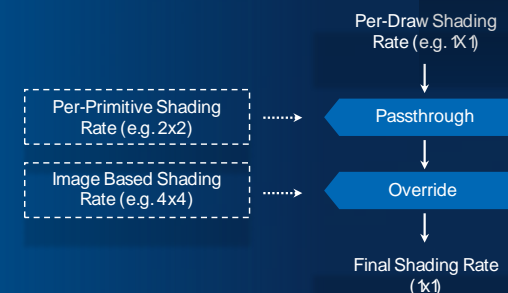 Per-Draw Shading
Rate (e.g. 1X1)
Per-Primitive Shading
Rate (e.g. 2x2)
Passthrough
Image Based Shading
Rate (e.g. 4x4)
Override
Final Shading Rate
(1x1)